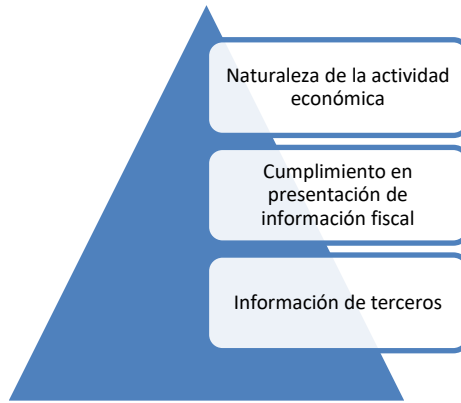 Naturaleza de la actividad
económica
Cumplimiento en
presentación de
información fiscal
Información de terceros